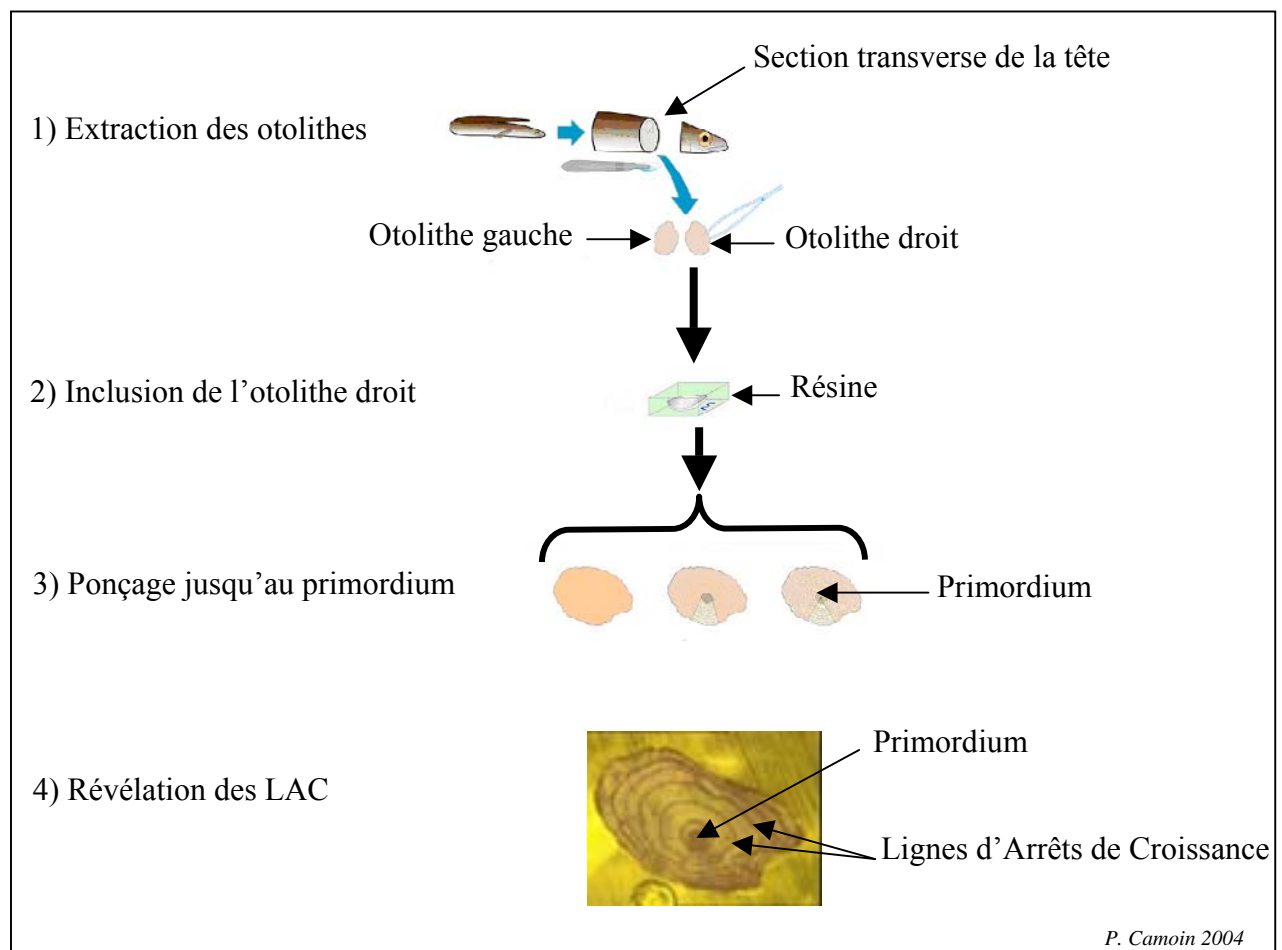 Section transverse de la tête
1) Extraction des otolithes
Otolithe gauche
Otolithe droit
2) Inclusion de l’otolithe droit
Résine
3) Ponçage jusqu’au primordium
Primordium
Primordium
4) Révélation des LAC
Lignes d’Arrêts de Croissance
P. Camoin 2004